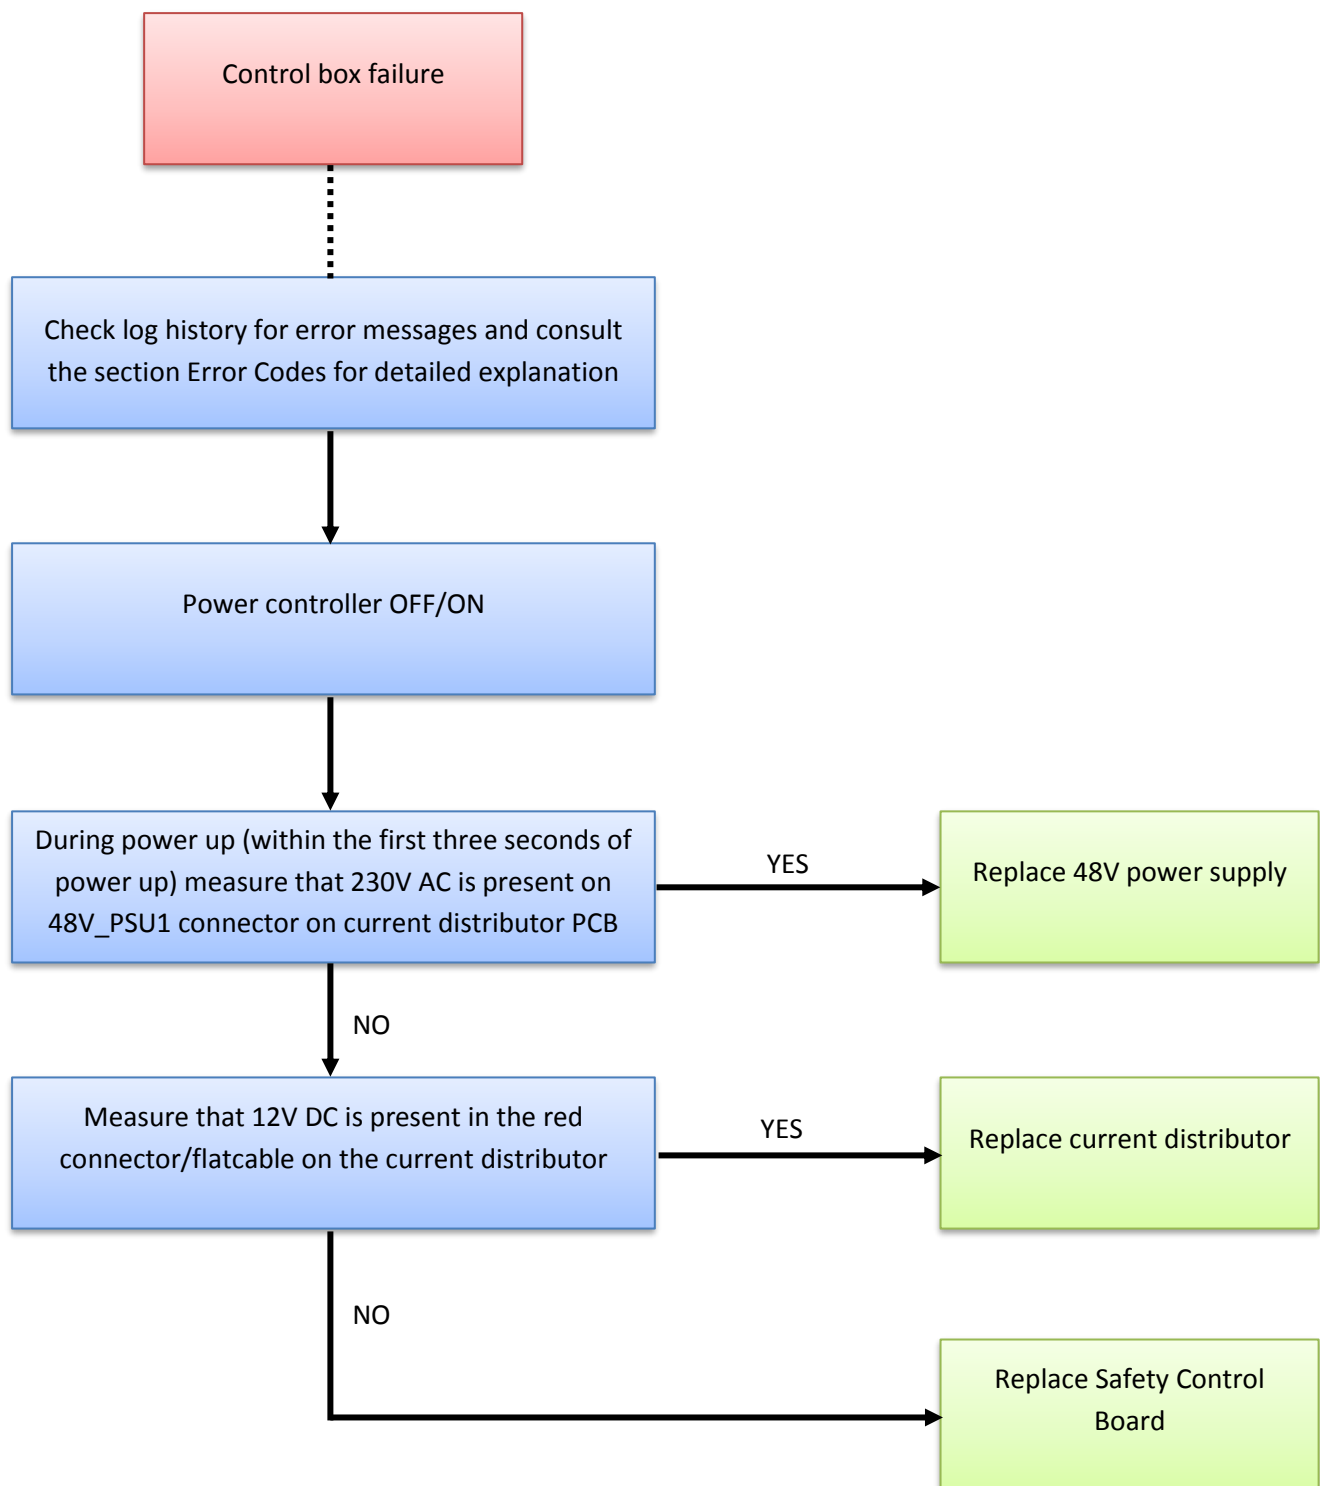 Control box failure
Check log history for error messages and consult
the section Error Codes for detailed explanation
Power controller OFF/ON
During power up (within the first three seconds of
power up) measure that 230V AC is present on
48V_PSU1 connector on current distributor PCB
YES
Replace 48V power supply
NO
Measure that 12V DC is present in the red
connector/flatcable on the current distributor
YES
Replace current distributor
NO
Replace Safety Control
Board